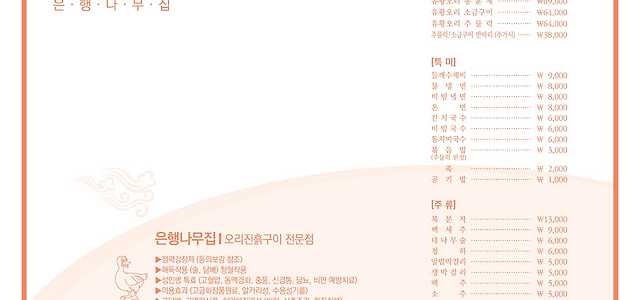 은·행·나·무·집
유황오리 소금구이 ₩64,000
유황오리 주물럭 ₩64,000
주물럭/소금구이 반마리 (추가시) ₩38,000
[특 미]
들깨수제비 ₩ 9,000
물냉면 ₩ 8,000
비빔냉면 ₩ 8,000
온면 ₩ 8,000
잔치국수 ₩ 6,000
비빔국수 ₩ 6,000
동치미국수 ₩ 6,000
볶음밥 ₩ 3,000
(주물럭 한정)
죽 ₩ 2,000
공기밥 ₩ 1,000
[주 류]
복분자 ₩13,000
백세주 ₩ 9,000
대나무술 ₩ 6,000
청하 ₩ 6,000
알밤막걸리 ₩ 5,000
생막걸리 ₩ 5,000
맥주 ₩ 5,000
소주 ₩ 5,000
은행나무집 | 오리진흙구이 전문점
▶정력강장제 (동의보감 참조)
▶해독작용 (술, 담배) 청혈작용
▶성인병 특효 (고혈압, 동맥경화, 중풍, 신경통, 당뇨, 비만 예방치료)
▶미용효과 (고급화장품원료, 알카리성, 수용성기름)